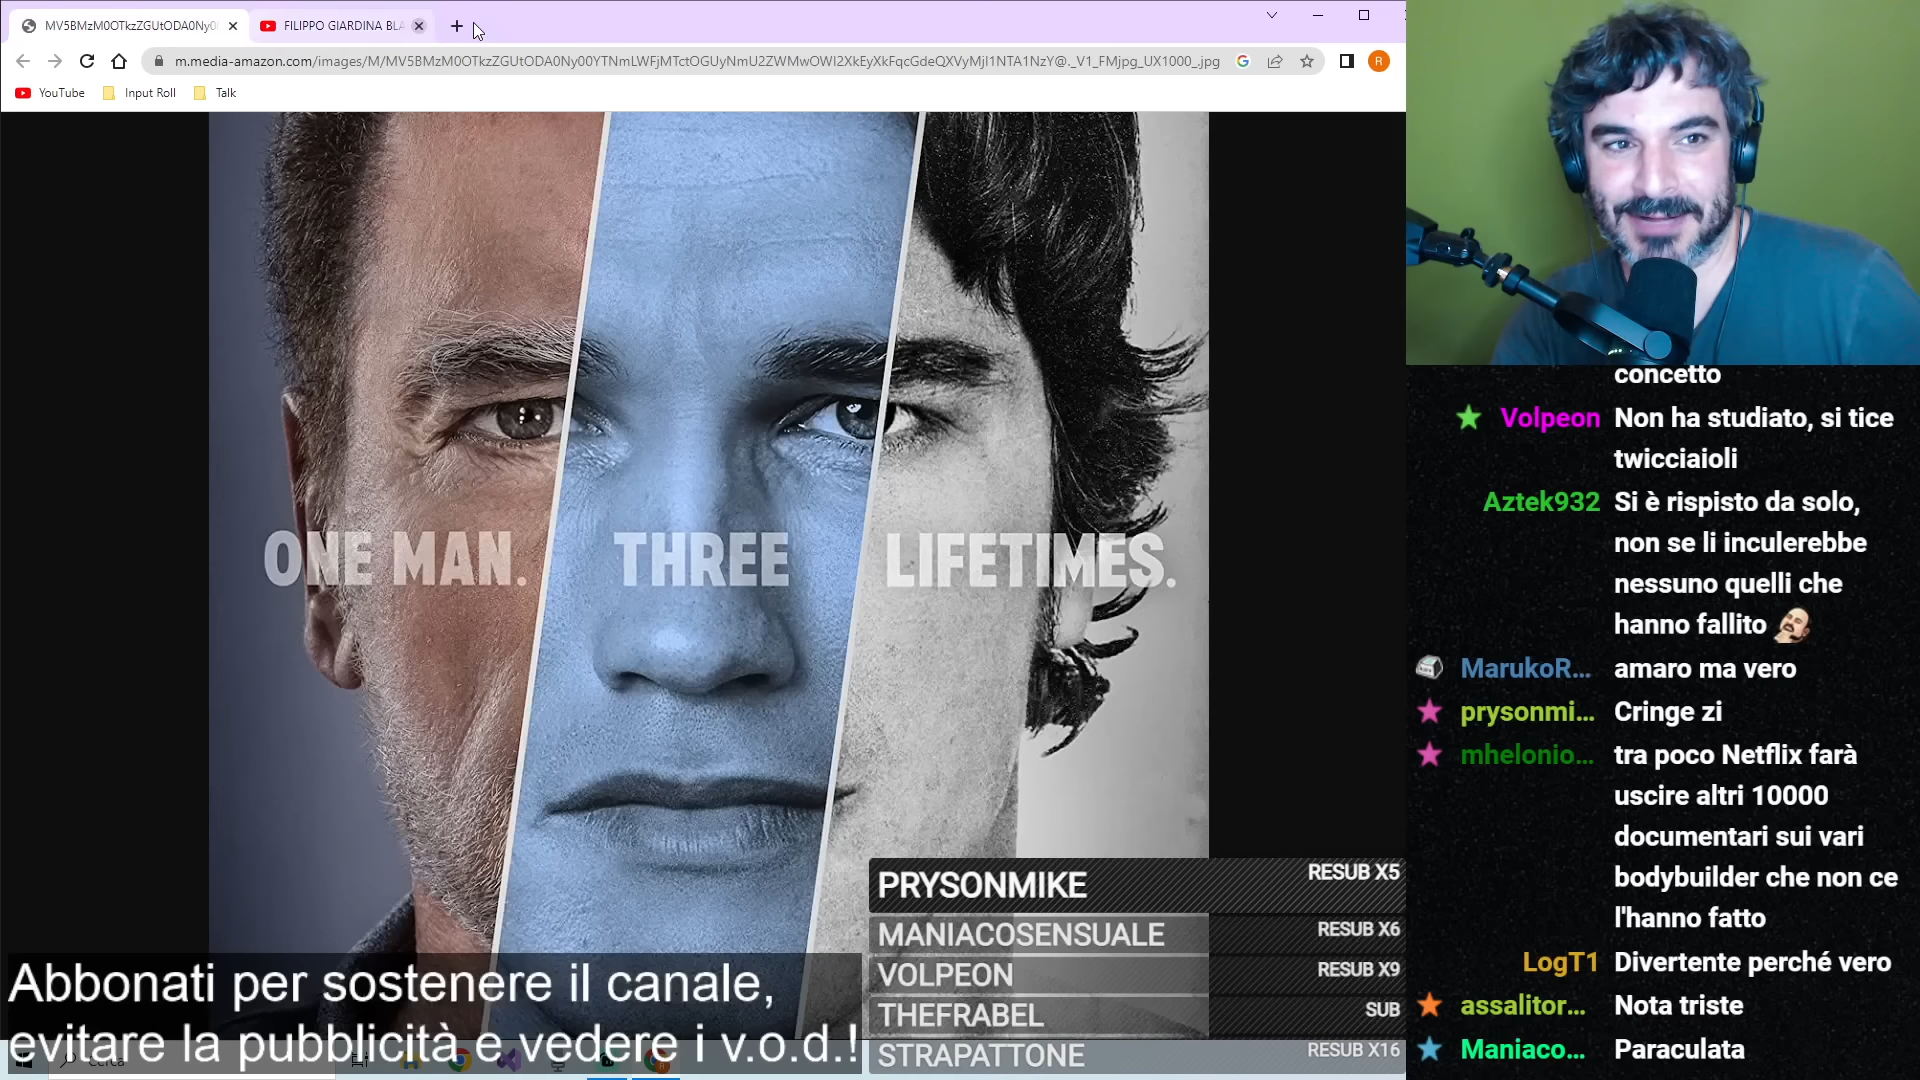 MV5BMzM0OTkzZGUtODA0Ny0
FILIPPO GIARDINA BLA
m.media-amazon.com/images/M/MV5BMzM0OTkzZGUtODA0Ny00YTNmLWFjMTctOGUyNmU2ZWMwOWI2XkEyXkFqcGdeQXVyMjI1NTA1NzY@._V1_FMjpg_UX1000_.jpg
R
YouTube
Input Roll
Talk
ONE MAN. THREE LIFETIMES.
PRYSONMIKE RESUB X5
MANIACOSENSUALE RESUB X6
VOLPEON RESUB X9
THEFRABEL SUB
STRAPATTONE RESUB X16
Abbonati per sostenere il canale,
evitare la pubblicità e vedere i v.o.d.!
Cerca
concetto
Volpeon Non ha studiato, si tice
twicciaioli
Aztek932 Si è rispisto da solo,
non se li inculerebbe
nessuno quelli che
hanno fallito
MarukoR... amaro ma vero
prysonmi... Cringe zi
mhelonio... tra poco Netflix farà
uscire altri 10000
documentari sui vari
bodybuilder che non ce
l'hanno fatto
LogT1 Divertente perché vero
assalitor... Nota triste
Maniaco... Paraculata